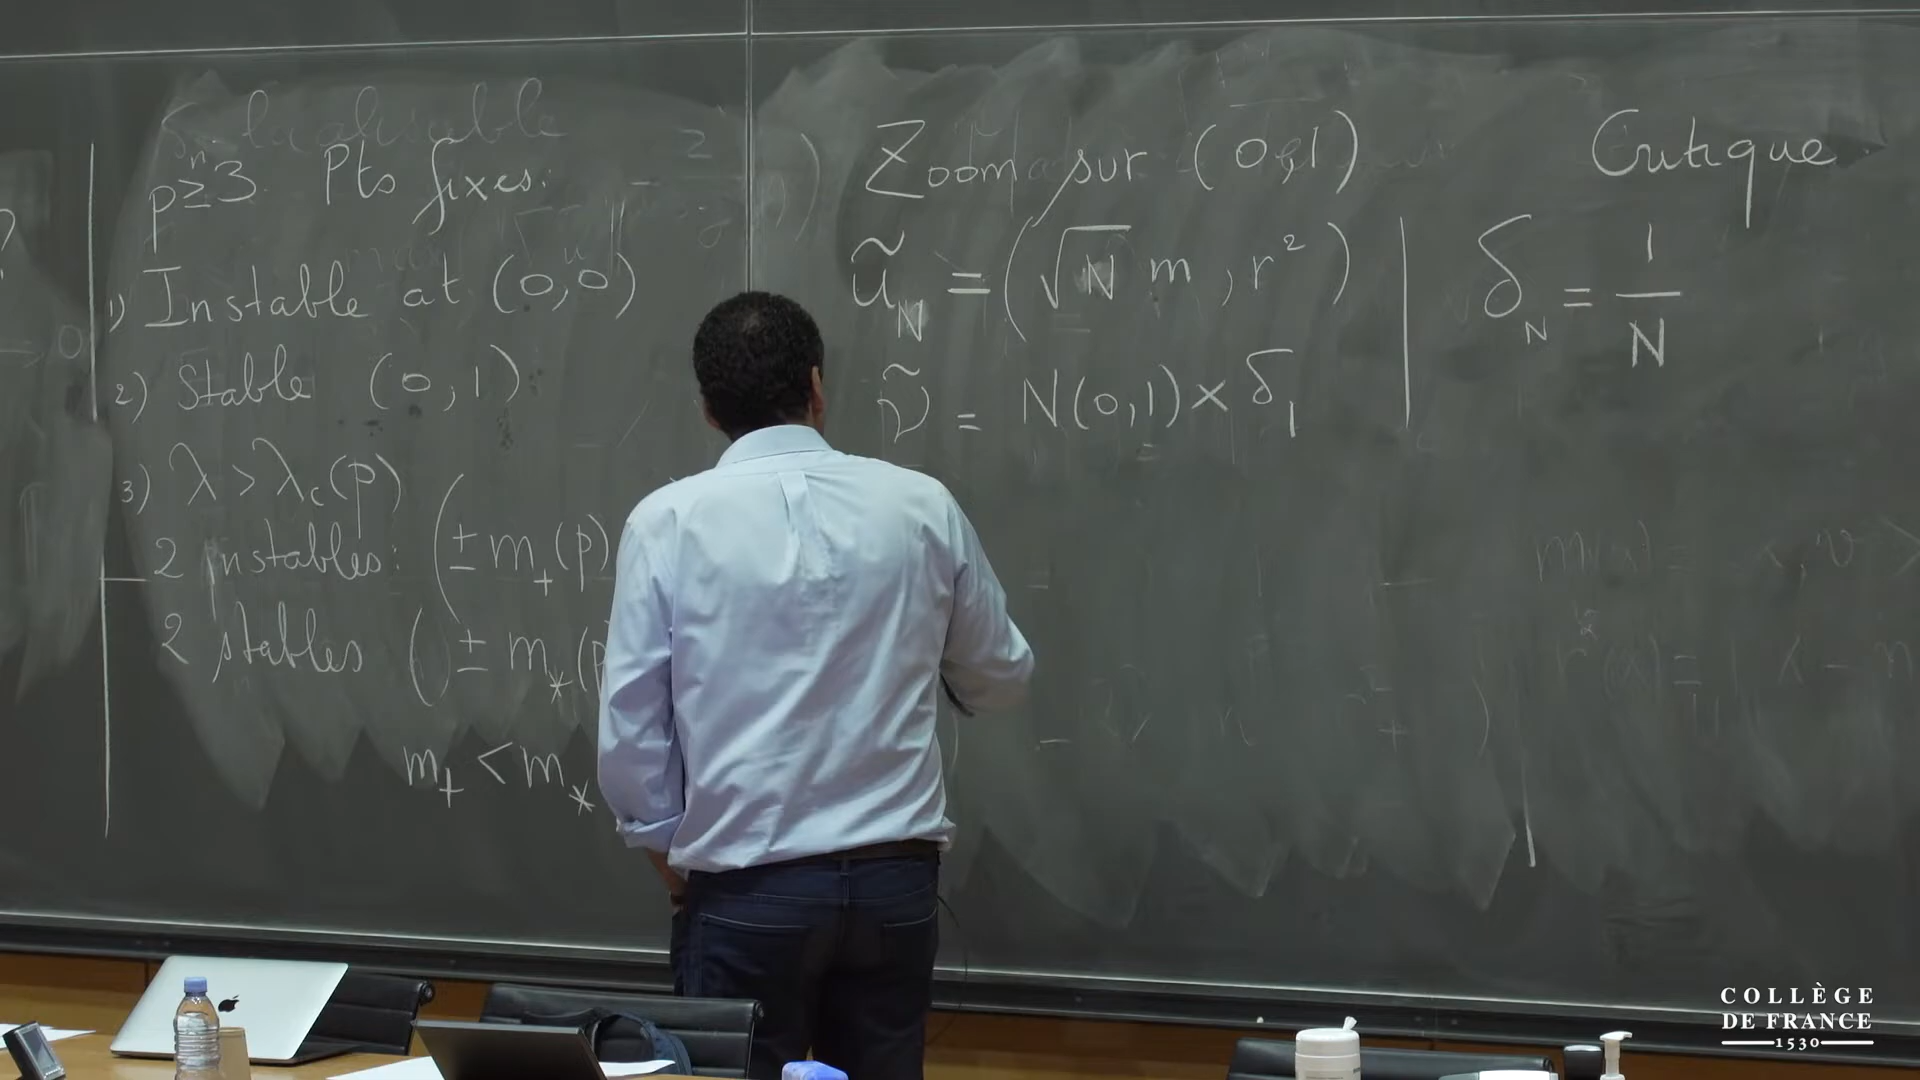 p≥3. Pts fixes:
1) Instable at (0,0)
2) Stable (0,1)
3) λ > λ_c(p)
2 instables: (± m_†(p)
2 stables (± m_*(p
m_† < m_*
Zoom sur (0,1)
ũ_N = (√N m, r²)
ν̃ = N(0,1) × δ_1
Critique
δ_N = 1/N
COLLÈGE
DE FRANCE
1530